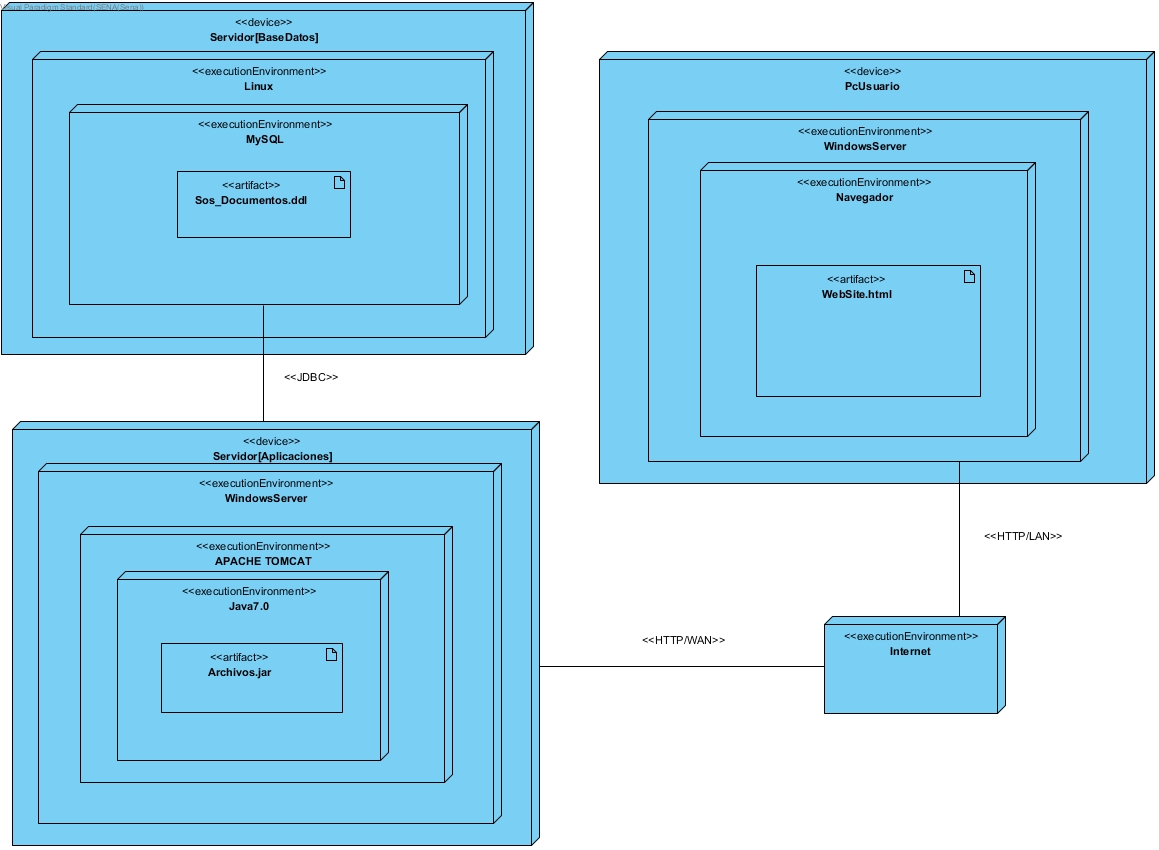 Visual Paradigm Standard(SENA(Sena))
<<device>>
Servidor[BaseDatos]
<<executionEnvironment>>
Linux
<<executionEnvironment>>
MySQL
<<artifact>>
Sos_Documentos.ddl
<<device>>
PcUsuario
<<executionEnvironment>>
WindowsServer
<<executionEnvironment>>
Navegador
<<artifact>>
WebSite.html
<<JDBC>>
<<device>>
Servidor[Aplicaciones]
<<executionEnvironment>>
WindowsServer
<<executionEnvironment>>
APACHE TOMCAT
<<executionEnvironment>>
Java7.0
<<artifact>>
Archivos.jar
<<HTTP/LAN>>
<<HTTP/WAN>>
<<executionEnvironment>>
Internet